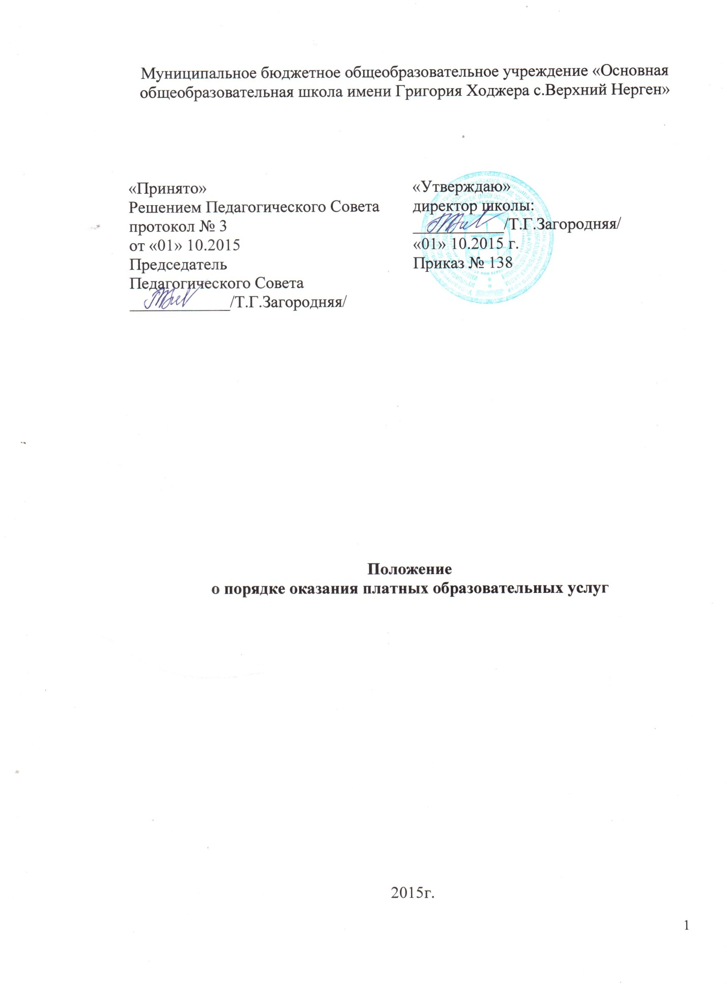 Муниципальное бюджетное общеобразовательное учреждение «Основная
общеобразовательная школа имени Григория Ходжера с.Верхний Нерген»
«Принято»
Решением Педагогического Совета
протокол № 3
от «01» 10.2015
Председатель
Педагогического Совета
____________/Т.Г.Загородняя/
«Утверждаю»
директор школы:
___________/Т.Г.Загородняя/
«01» 10.2015 г.
Приказ № 138
Положение
о порядке оказания платных образовательных услуг
2015г.
1